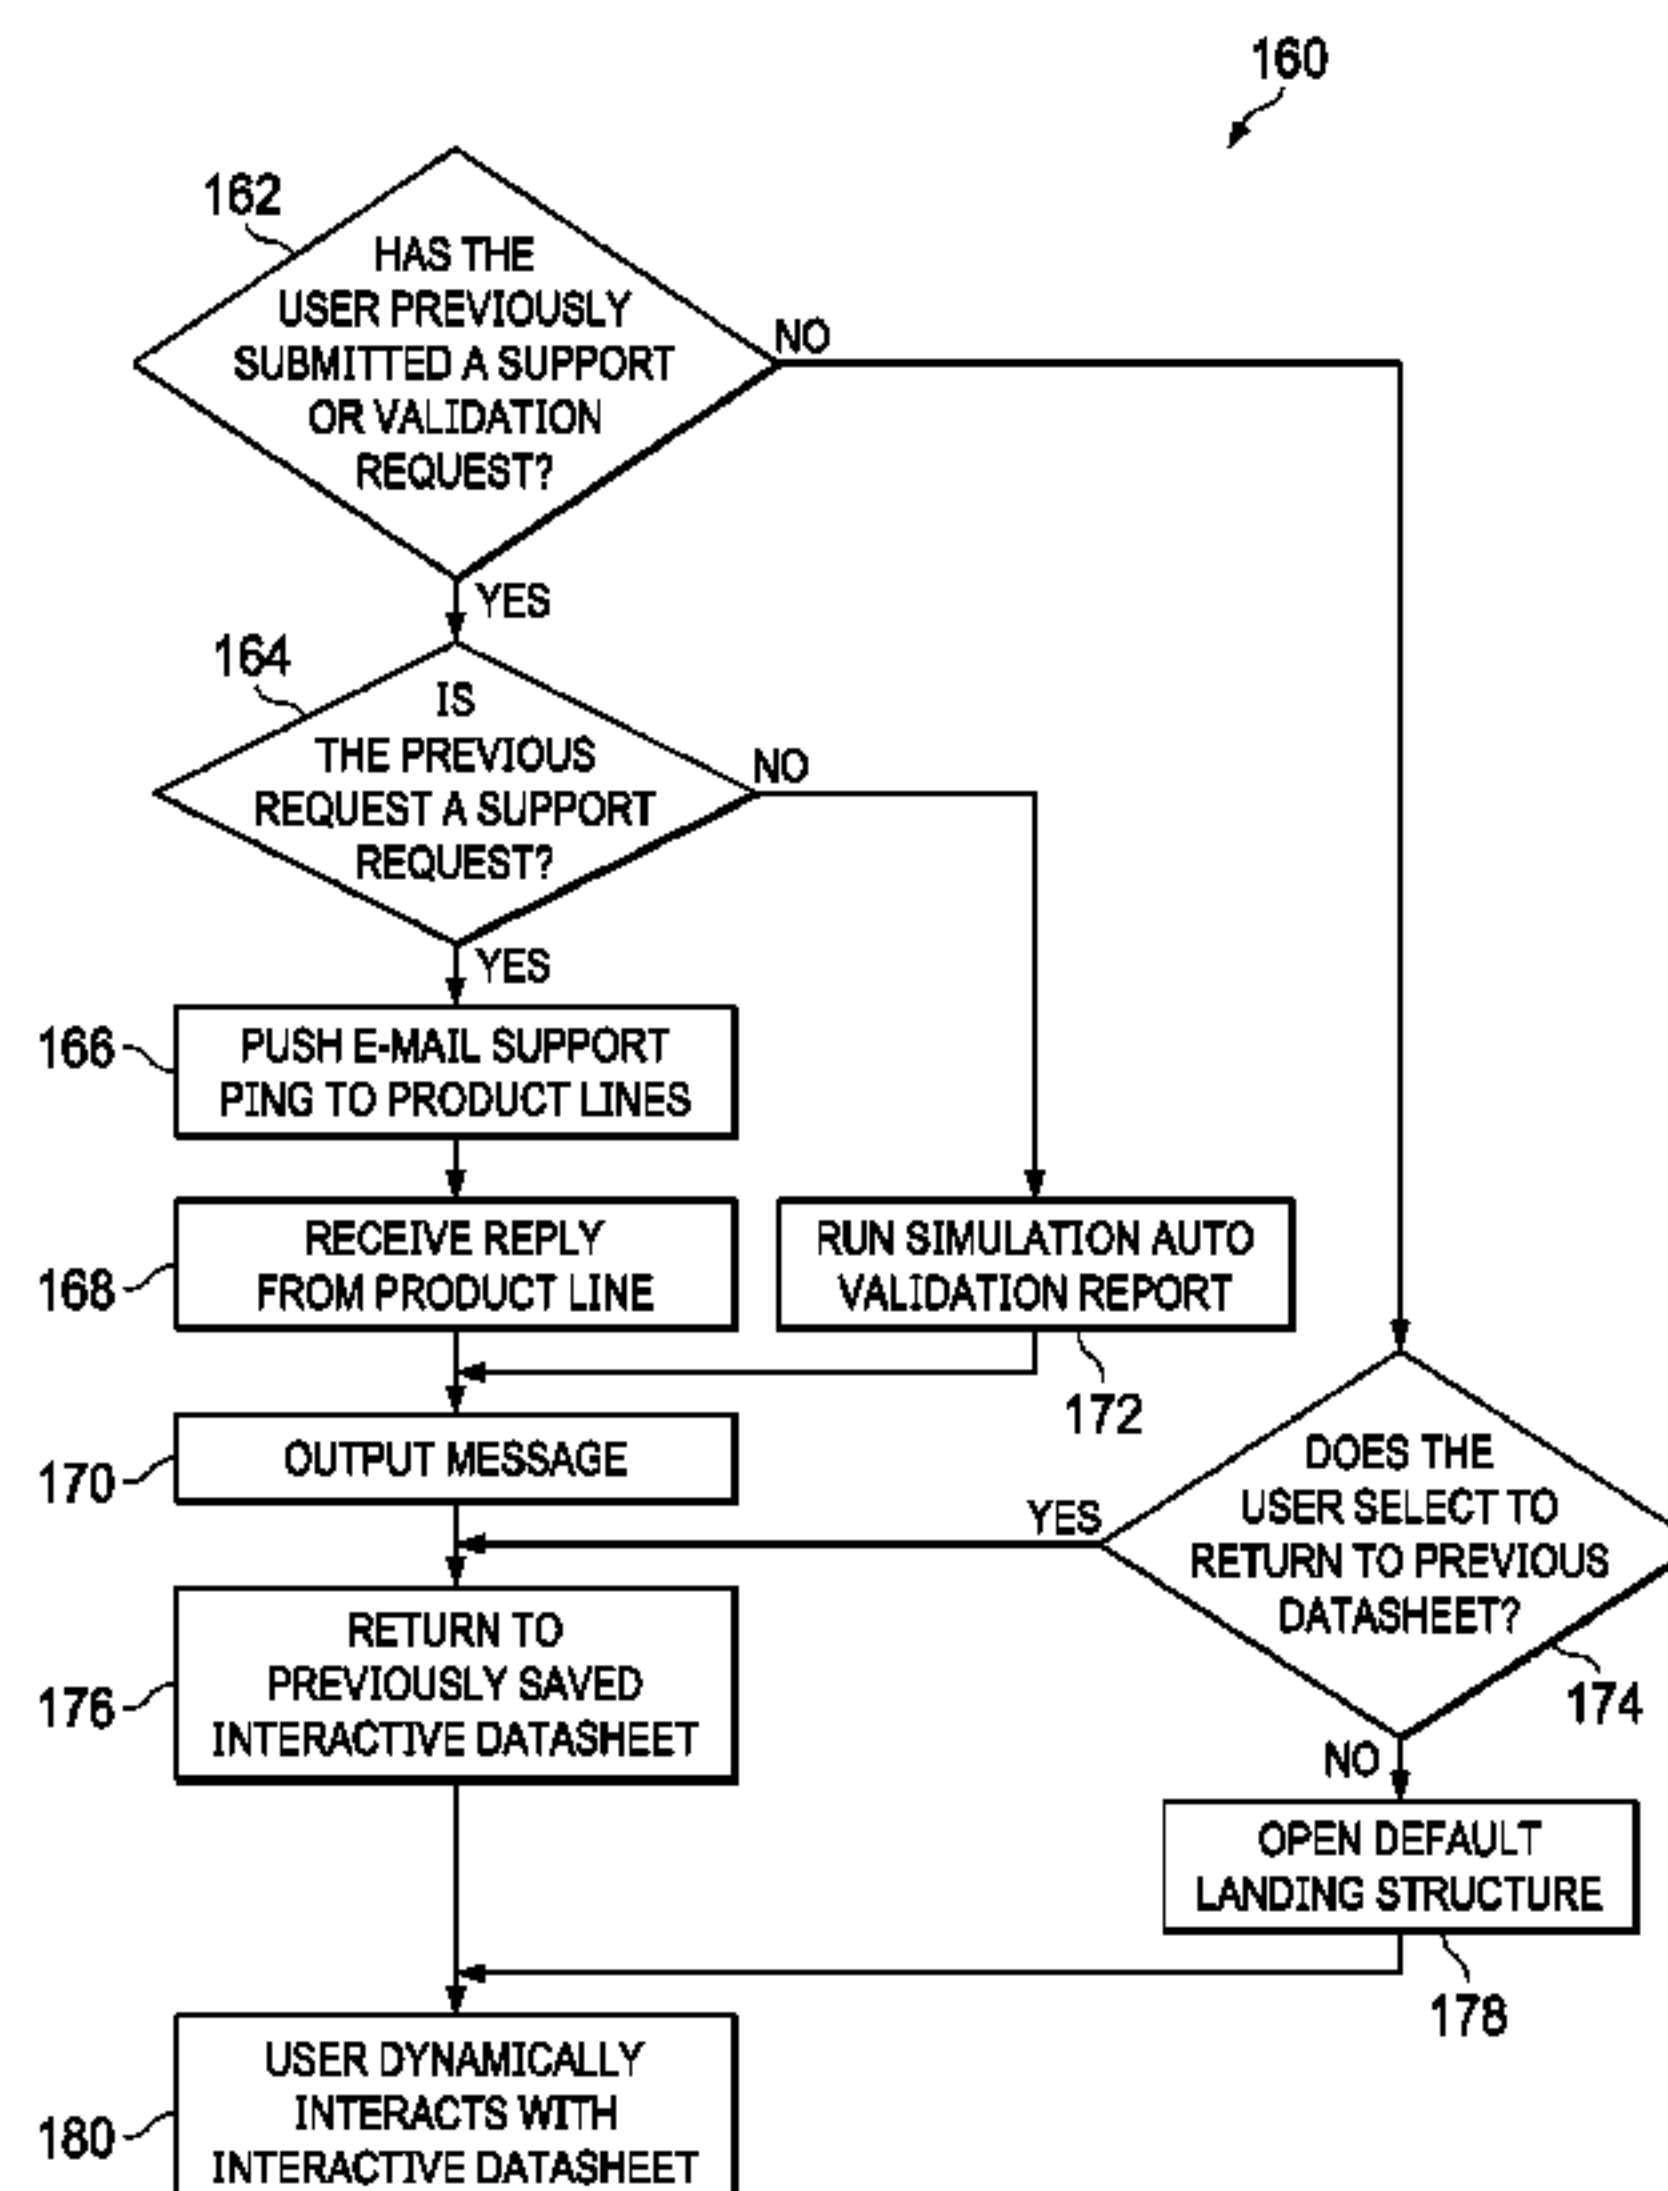 160
162
HAS THE
USER PREVIOUSLY
SUBMITTED A SUPPORT
OR VALIDATION
REQUEST?
NO
YES
164
IS
THE PREVIOUS
REQUEST A SUPPORT
REQUEST?
NO
YES
166
PUSH E-MAIL SUPPORT
PING TO PRODUCT LINES
168
RECEIVE REPLY
FROM PRODUCT LINE
RUN SIMULATION AUTO
VALIDATION REPORT
172
170
OUTPUT MESSAGE
DOES THE
USER SELECT TO
RETURN TO PREVIOUS
DATASHEET?
YES
174
NO
176
RETURN TO
PREVIOUSLY SAVED
INTERACTIVE DATASHEET
OPEN DEFAULT
LANDING STRUCTURE
178
180
USER DYNAMICALLY
INTERACTS WITH
INTERACTIVE DATASHEET